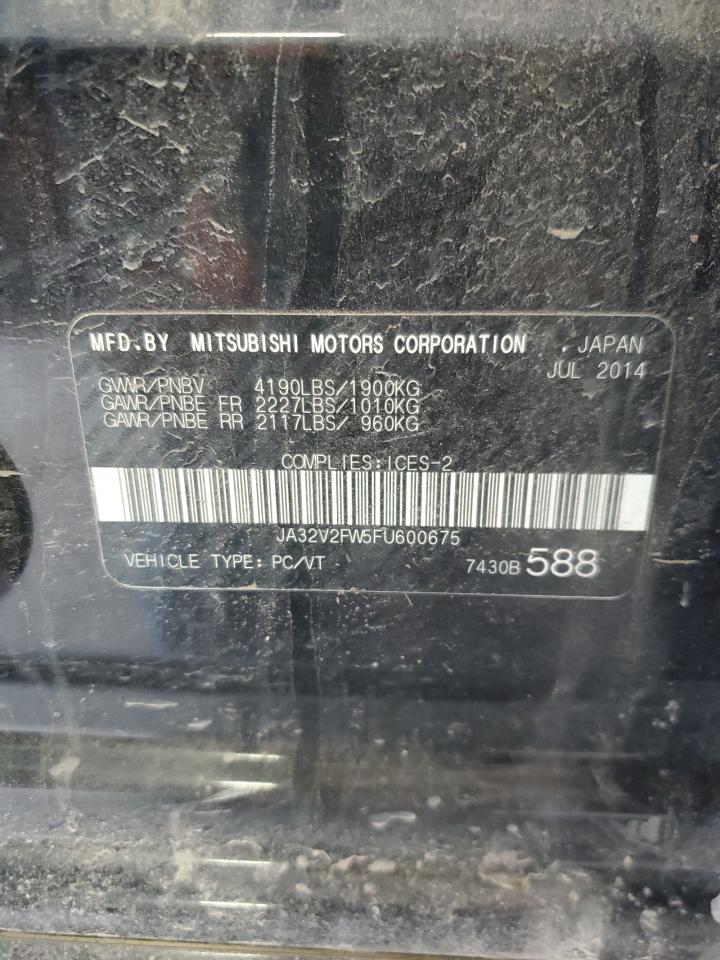 MFD.BY MITSUBISHI MOTORS CORPORATION , JAPAN
JUL 2014
GVWR/PNBV 4190LBS/1900KG
GAWR/PNBE FR 2227LBS/1010KG
GAWR/PNBE RR 2117LBS/ 960KG
COMPLIES:ICES-2
JA32V2FW5FU600675
VEHICLE TYPE: PC/VT 7430B 588